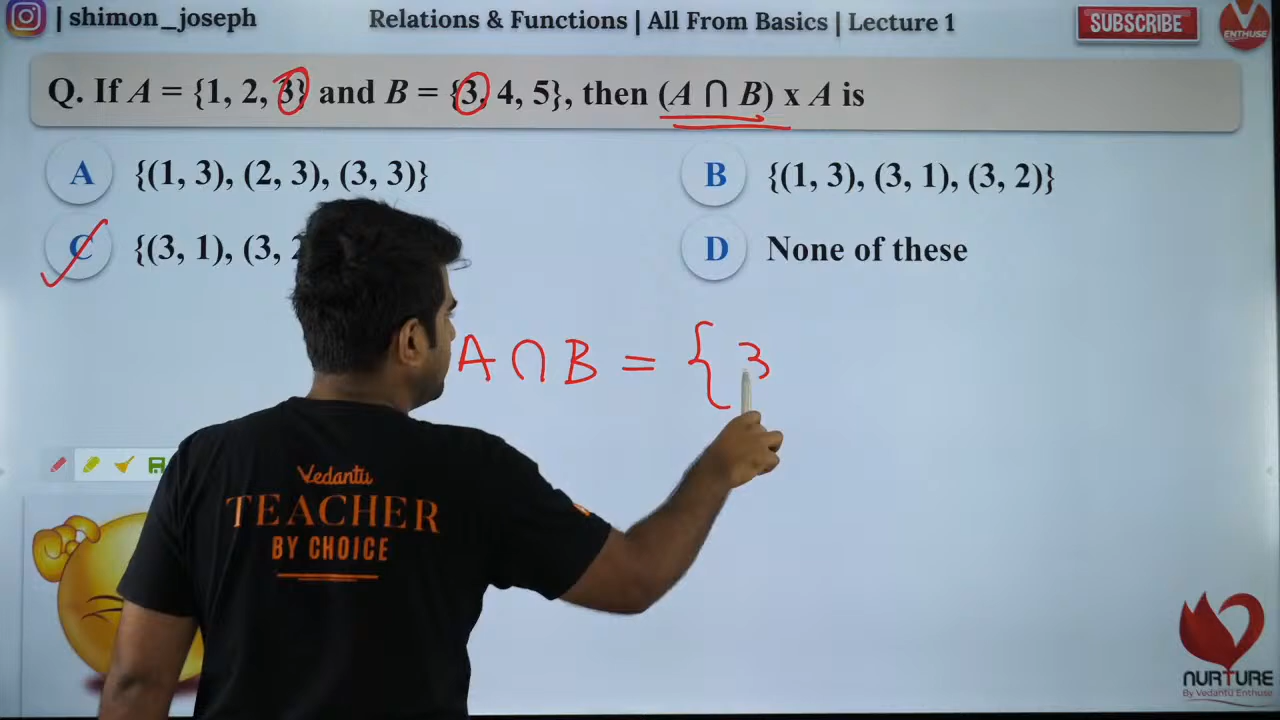 | shimon_joseph
Relations & Functions | All From Basics | Lecture 1
SUBSCRIBE
ENTHUSE
Q. If A = {1, 2, 3} and B = {3, 4, 5}, then (A ∩ B) x A is
A {(1, 3), (2, 3), (3, 3)}
B {(1, 3), (3, 1), (3, 2)}
C {(3, 1), (3, 2
D None of these
A ∩ B = { 3
Vedantu
TEACHER
BY CHOICE
NURTURE
By Vedantu Enthuse